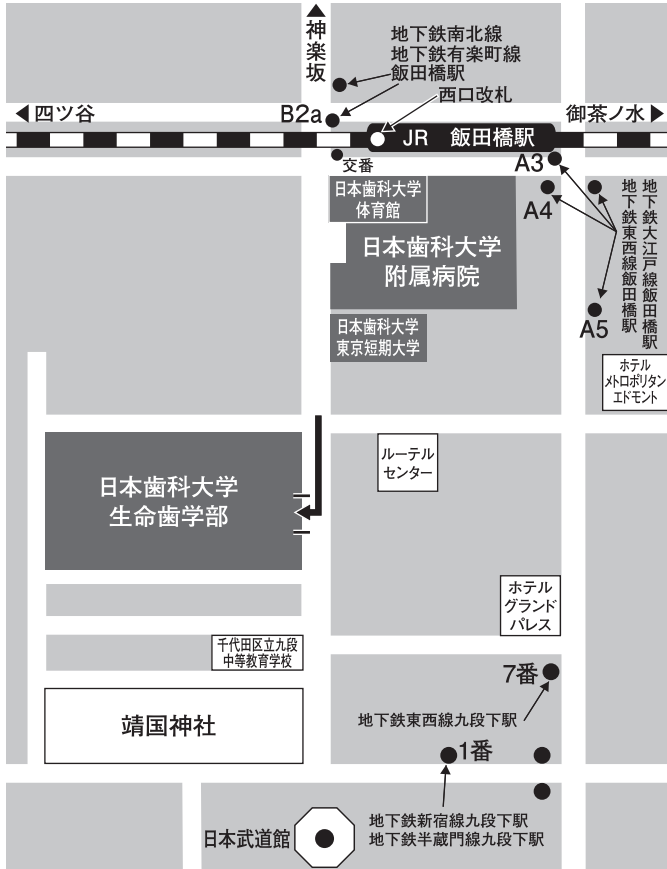 神楽坂
地下鉄南北線
地下鉄有楽町線
飯田橋駅
西口改札
四ツ谷
B2a
御茶ノ水
JR 飯田橋駅
交番
A3
日本歯科大学
体育館
A4
日本歯科大学
附属病院
地下鉄大江戸線飯田橋駅
地下鉄東西線飯田橋駅
A5
日本歯科大学
東京短期大学
ホテル
メトロポリタン
エドモント
ルーテル
センター
日本歯科大学
生命歯学部
ホテル
グランド
パレス
千代田区立九段
中等教育学校
7番
靖国神社
地下鉄東西線九段下駅
1番
地下鉄新宿線九段下駅
地下鉄半蔵門線九段下駅
日本武道館